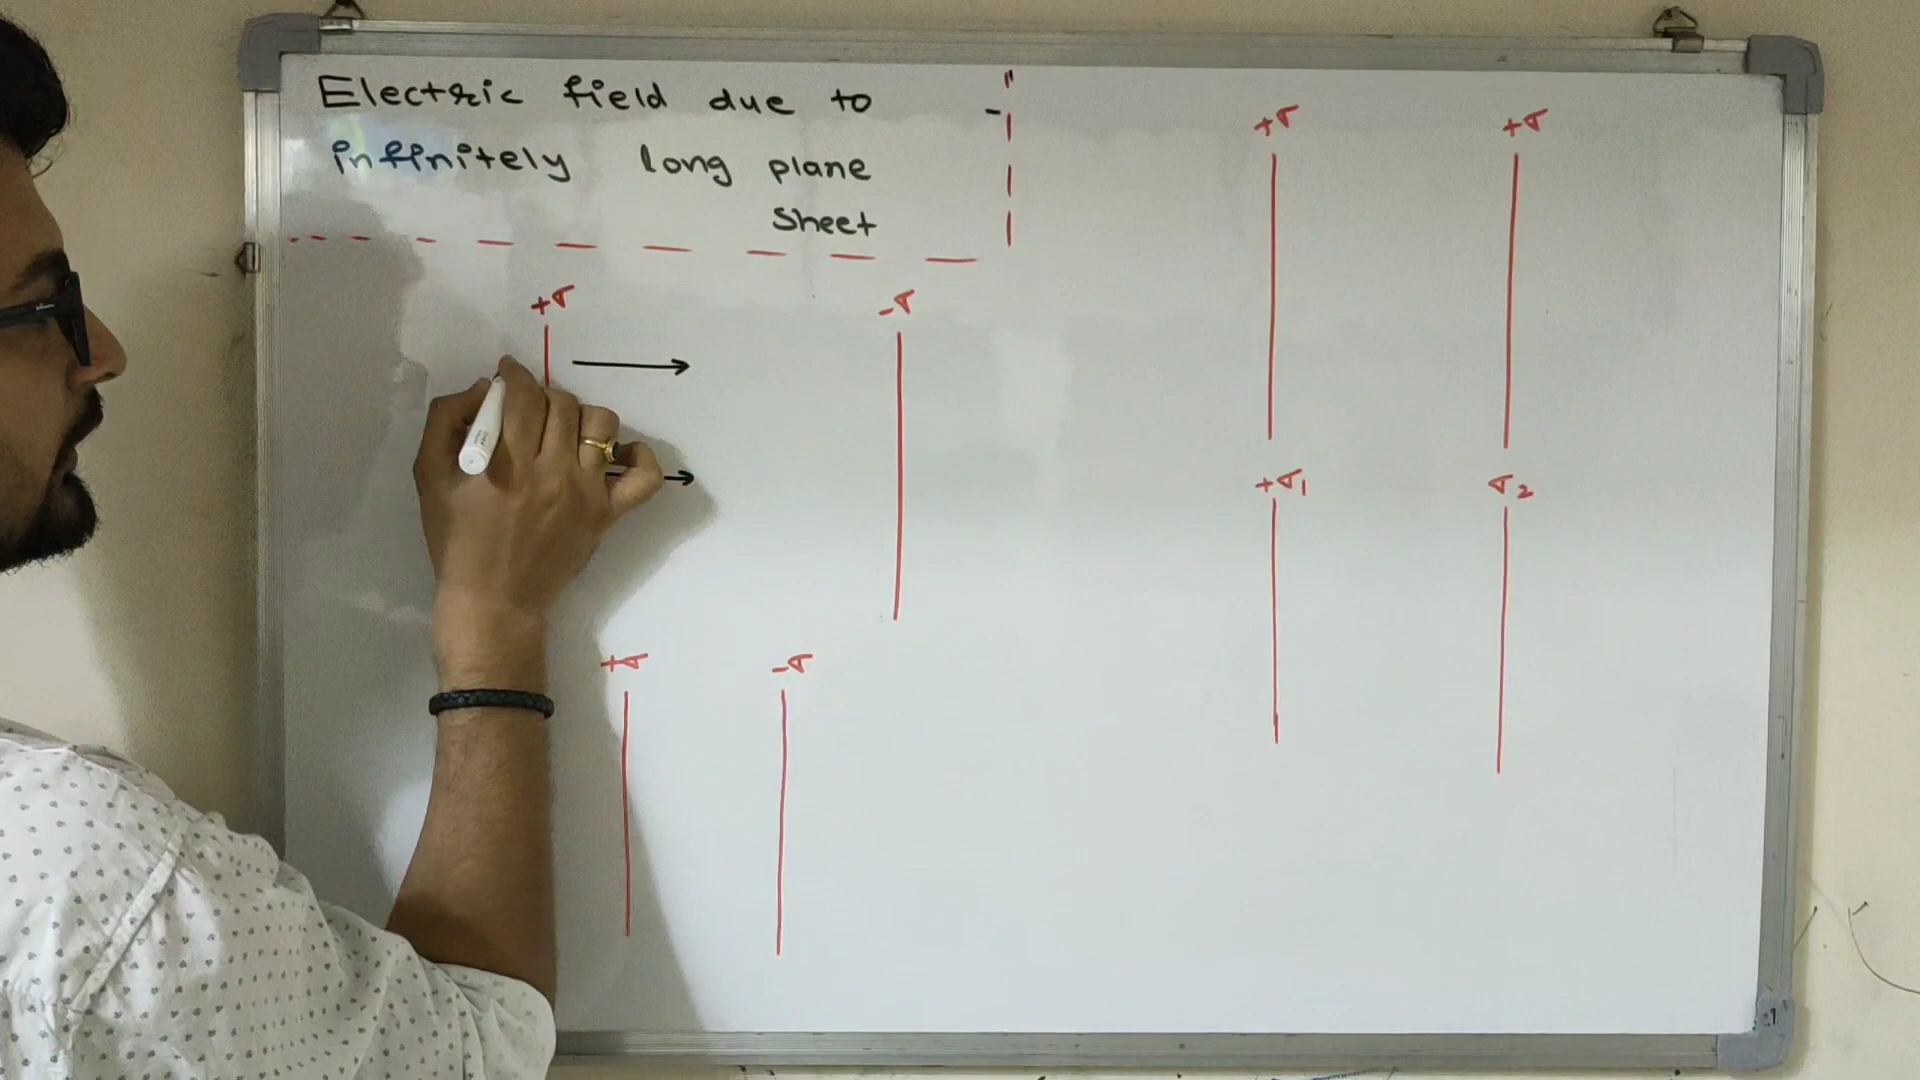 Electric field due to
infinitely long plane
Sheet
+σ -σ
+σ -σ
+σ +σ
+σ1 σ2